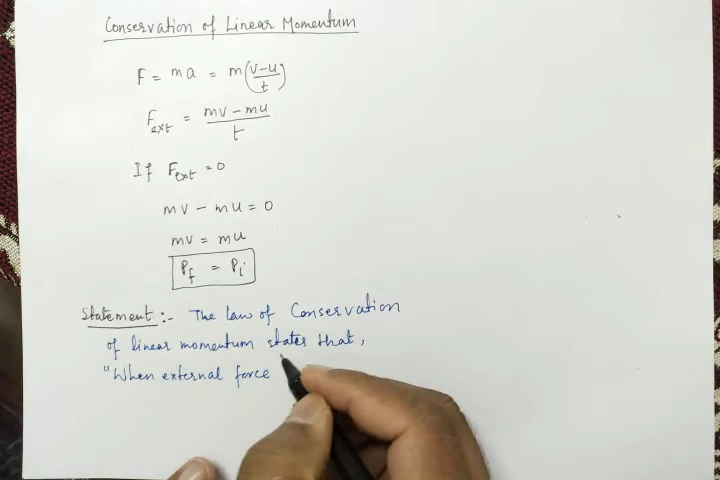 Conservation of Linear Momentum
F = ma = m(v-u/t)
Fext = mv - mu/t
If Fext = 0
mv - mu = 0
mv = mu
Pf = Pi
Statement :- The law of Conservation
of linear momentum states that,
"When external force